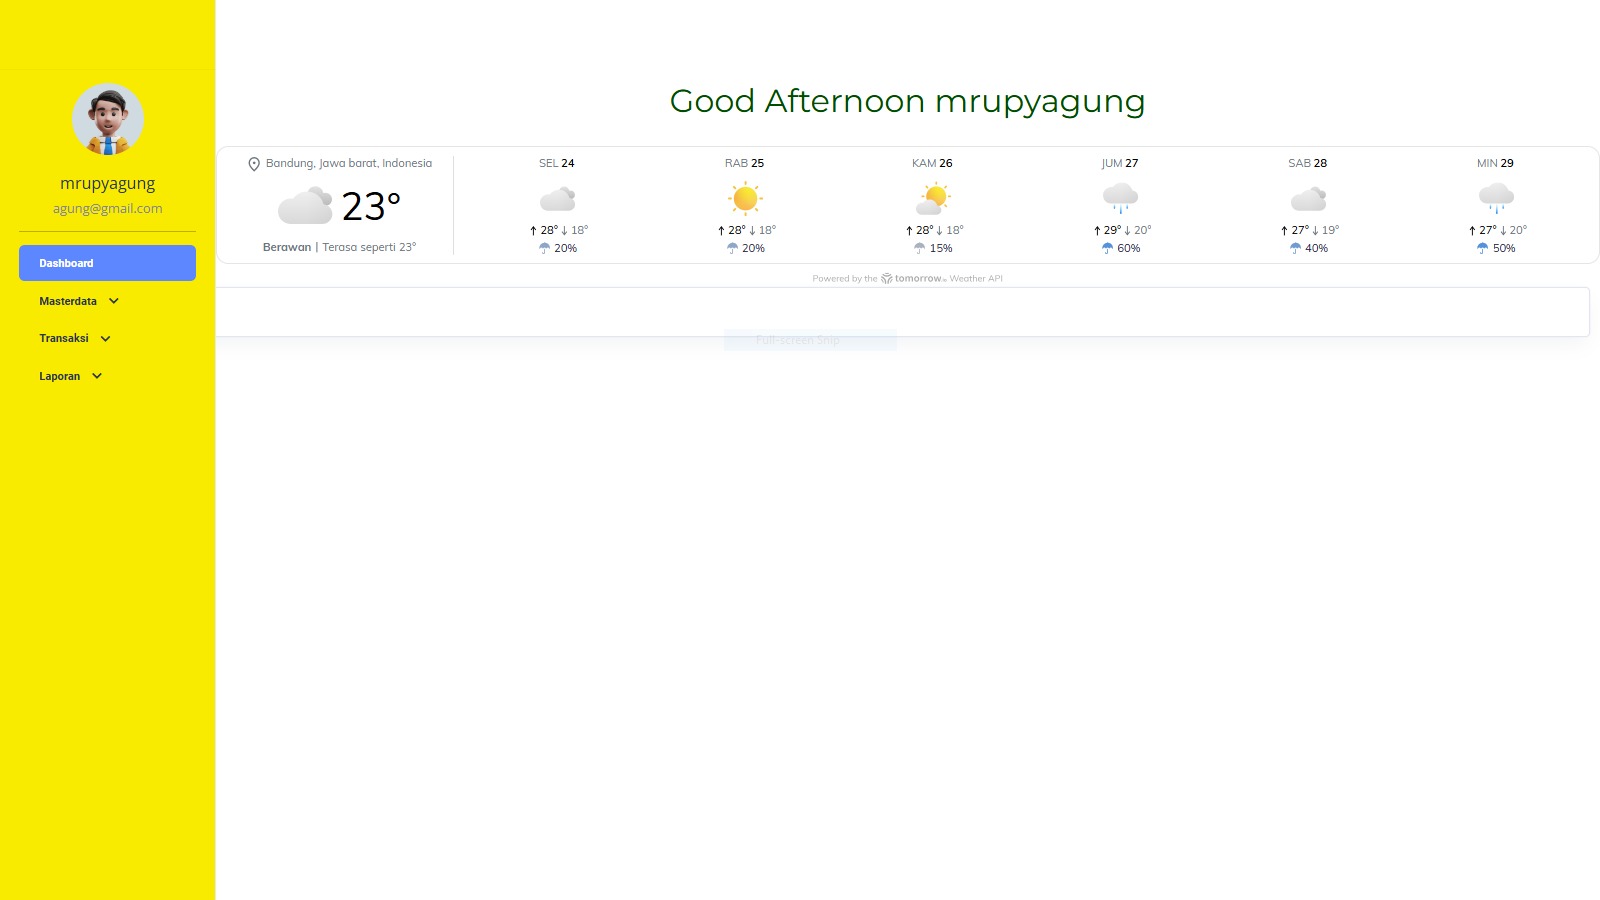 mrupyagung
agung@gmail.com
Dashboard
Masterdata
Transaksi
Laporan
Good Afternoon mrupyagung
Bandung, Jawa barat, Indonesia
23°
Berawan | Terasa seperti 23°
SEL 24
↑ 28° ↓ 18°
20%
RAB 25
↑ 28° ↓ 18°
20%
KAM 26
↑ 28° ↓ 18°
15%
JUM 27
↑ 29° ↓ 20°
60%
SAB 28
↑ 27° ↓ 19°
40%
MIN 29
↑ 27° ↓ 20°
50%
Powered by the tomorrow.io Weather API
Full-screen Snip